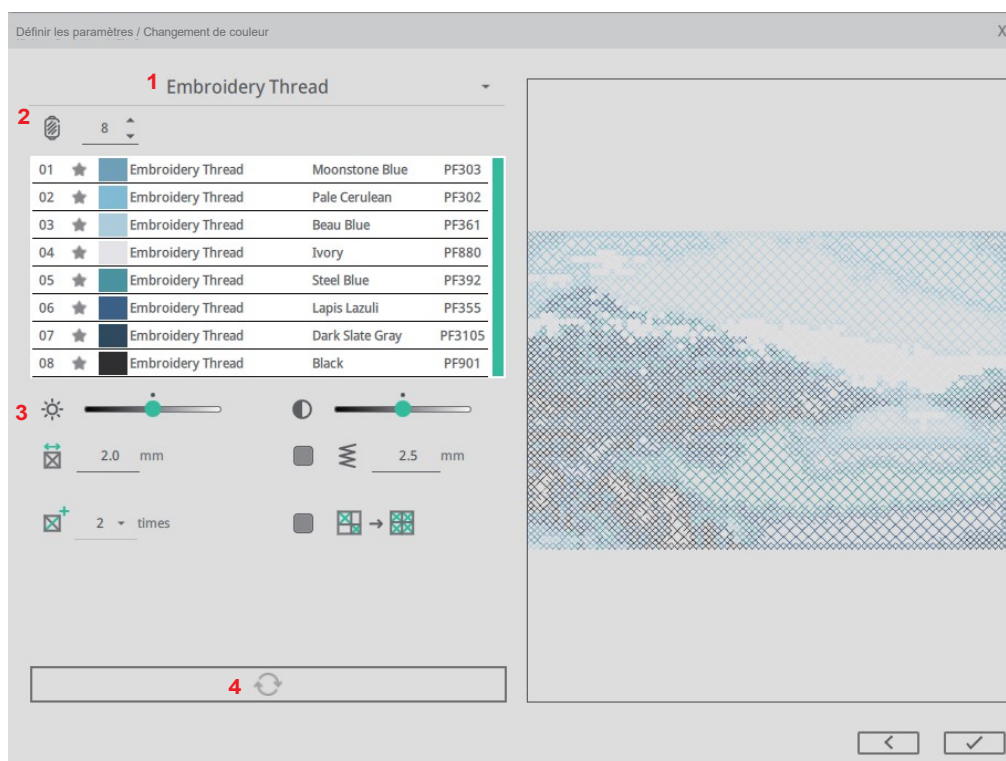 Définir les paramètres / Changement de couleur X
1 Embroidery Thread
2 8
01 Embroidery Thread Moonstone Blue PF303
02 Embroidery Thread Pale Cerulean PF302
03 Embroidery Thread Beau Blue PF361
04 Embroidery Thread Ivory PF880
05 Embroidery Thread Steel Blue PF392
06 Embroidery Thread Lapis Lazuli PF355
07 Embroidery Thread Dark Slate Gray PF3105
08 Embroidery Thread Black PF901
3
2.0 mm 2.5 mm
2 times
4